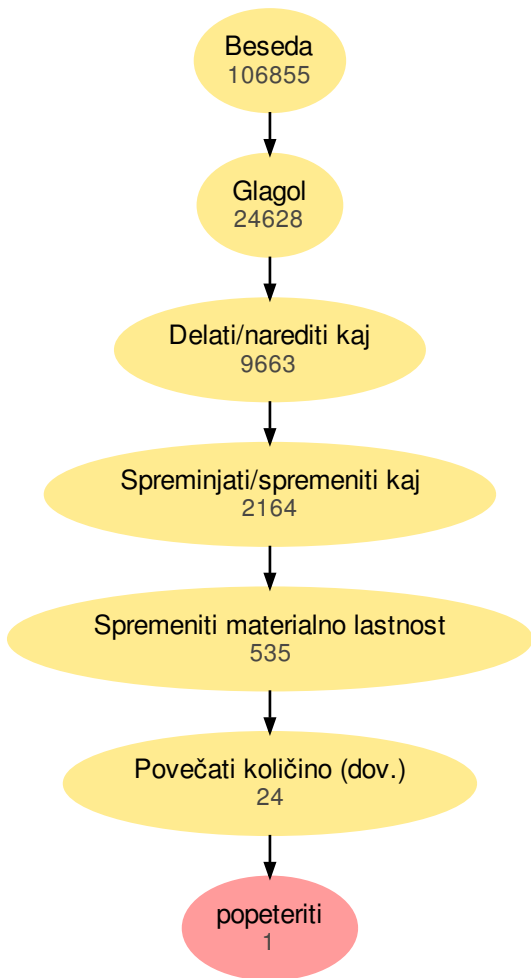 Beseda
106855
Glagol
24628
Delati/narediti kaj
9663
Spreminjati/spremeniti kaj
2164
Spremeniti materialno lastnost
535
Povečati količino (dov.)
24
popeteriti
1